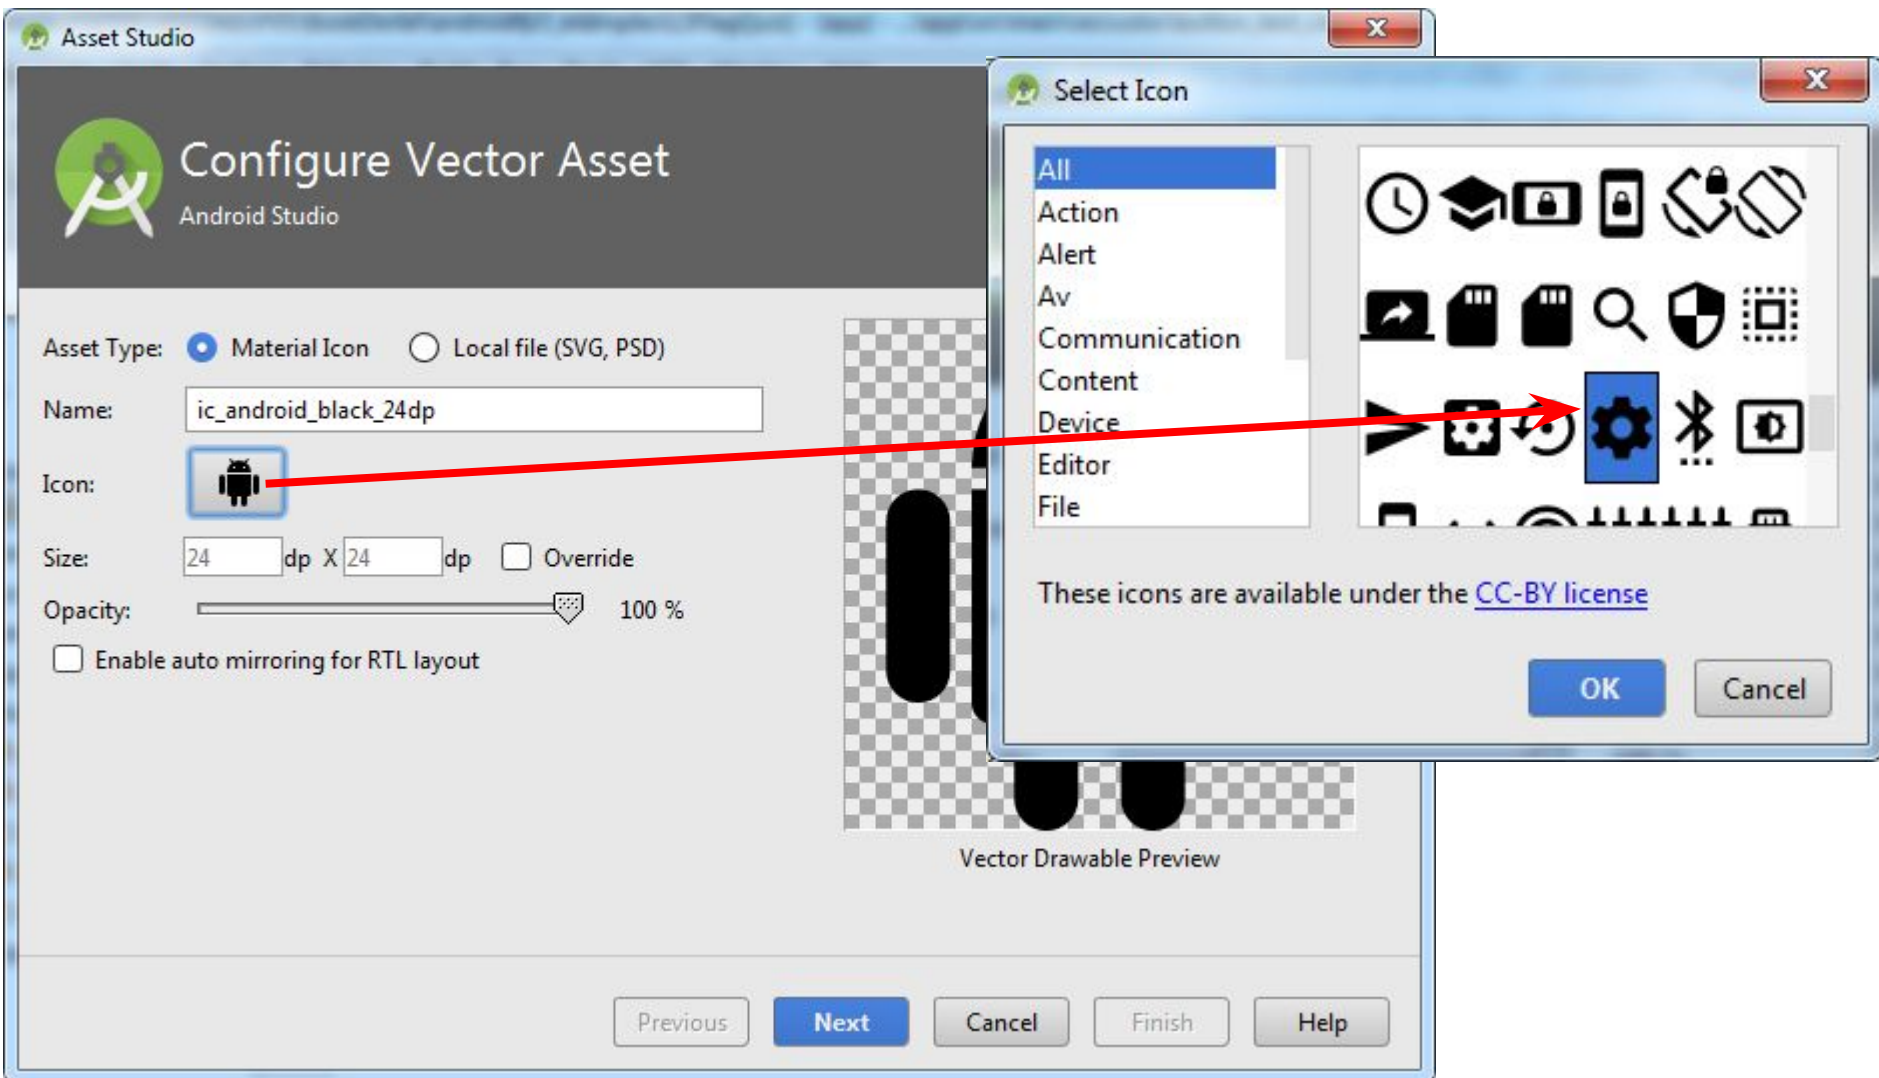 Asset Studio
Configure Vector Asset
Android Studio
Asset Type: Material Icon Local file (SVG, PSD)
Name: ic_android_black_24dp
Icon:
Size: 24 dp X 24 dp Override
Opacity: 100 %
Enable auto mirroring for RTL layout
Vector Drawable Preview
Previous Next Cancel Finish Help
Select Icon
All
Action
Alert
Av
Communication
Content
Device
Editor
File
These icons are available under the CC-BY license
OK Cancel